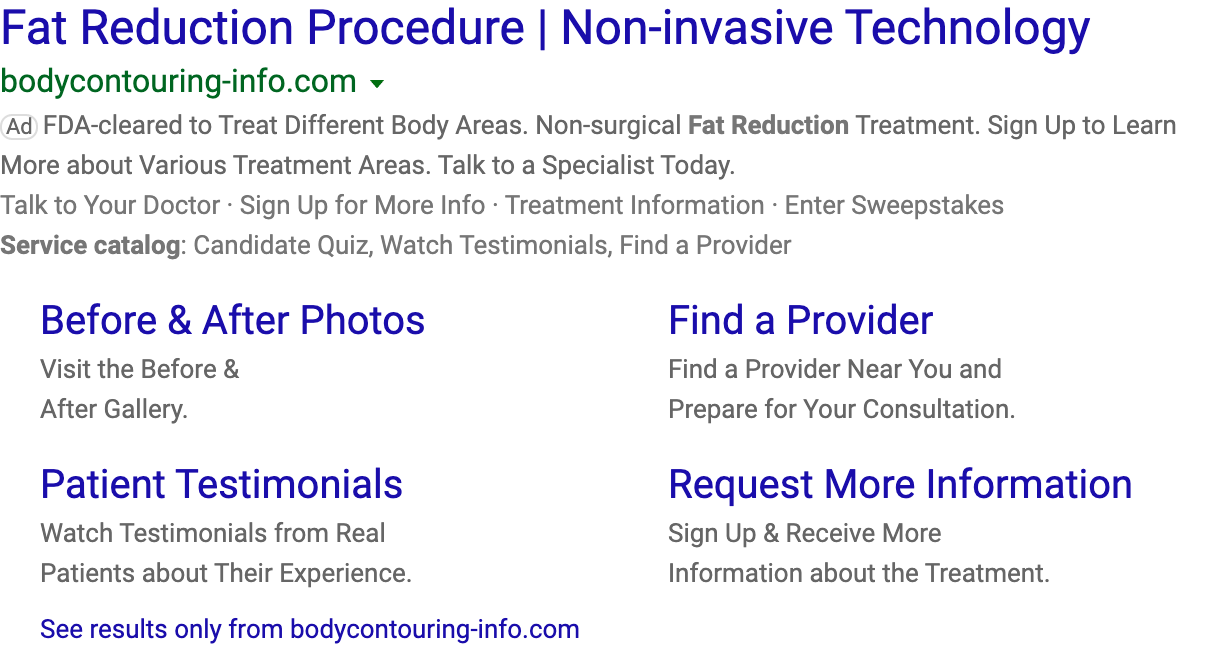 Fat Reduction Procedure | Non-invasive Technology
bodycontouring-info.com
Ad FDA-cleared to Treat Different Body Areas. Non-surgical Fat Reduction Treatment. Sign Up to Learn
More about Various Treatment Areas. Talk to a Specialist Today.
Talk to Your Doctor · Sign Up for More Info · Treatment Information · Enter Sweepstakes
Service catalog: Candidate Quiz, Watch Testimonials, Find a Provider
Before & After Photos
Visit the Before &
After Gallery.
Find a Provider
Find a Provider Near You and
Prepare for Your Consultation.
Patient Testimonials
Watch Testimonials from Real
Patients about Their Experience.
Request More Information
Sign Up & Receive More
Information about the Treatment.
See results only from bodycontouring-info.com